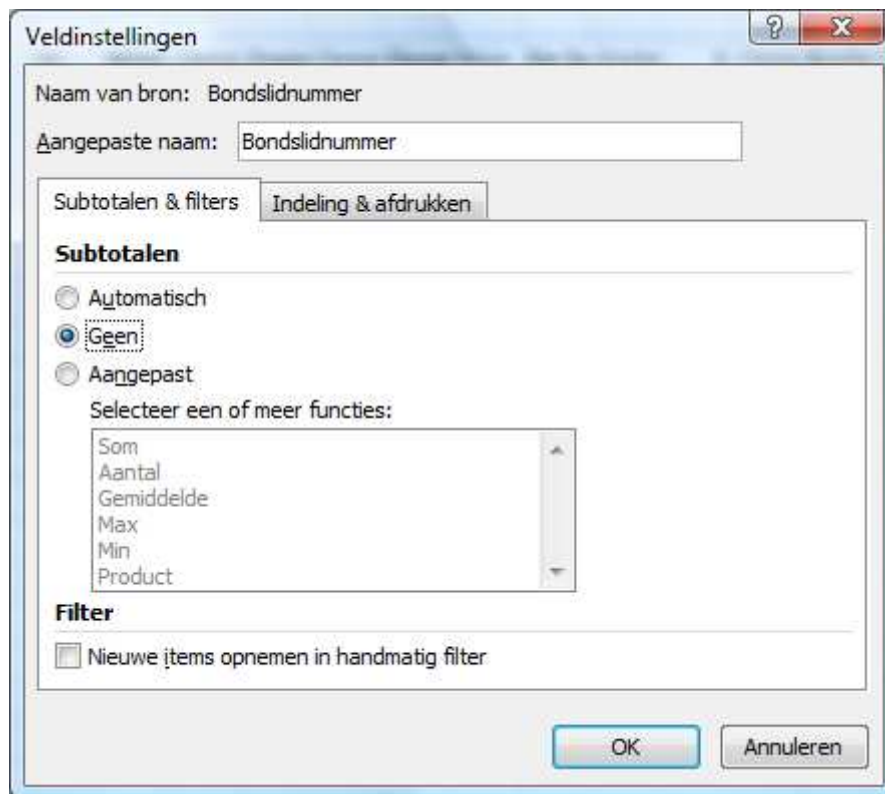 Veldinstellingen
Naam van bron: Bondslidnummer
Aangepaste naam: Bondslidnummer
Subtotalen & filters Indeling & afdrukken
Subtotalen
Automatisch
Geen
Aangepast
Selecteer een of meer functies:
Som
Aantal
Gemiddelde
Max
Min
Product
Filter
Nieuwe items opnemen in handmatig filter
OK Annuleren